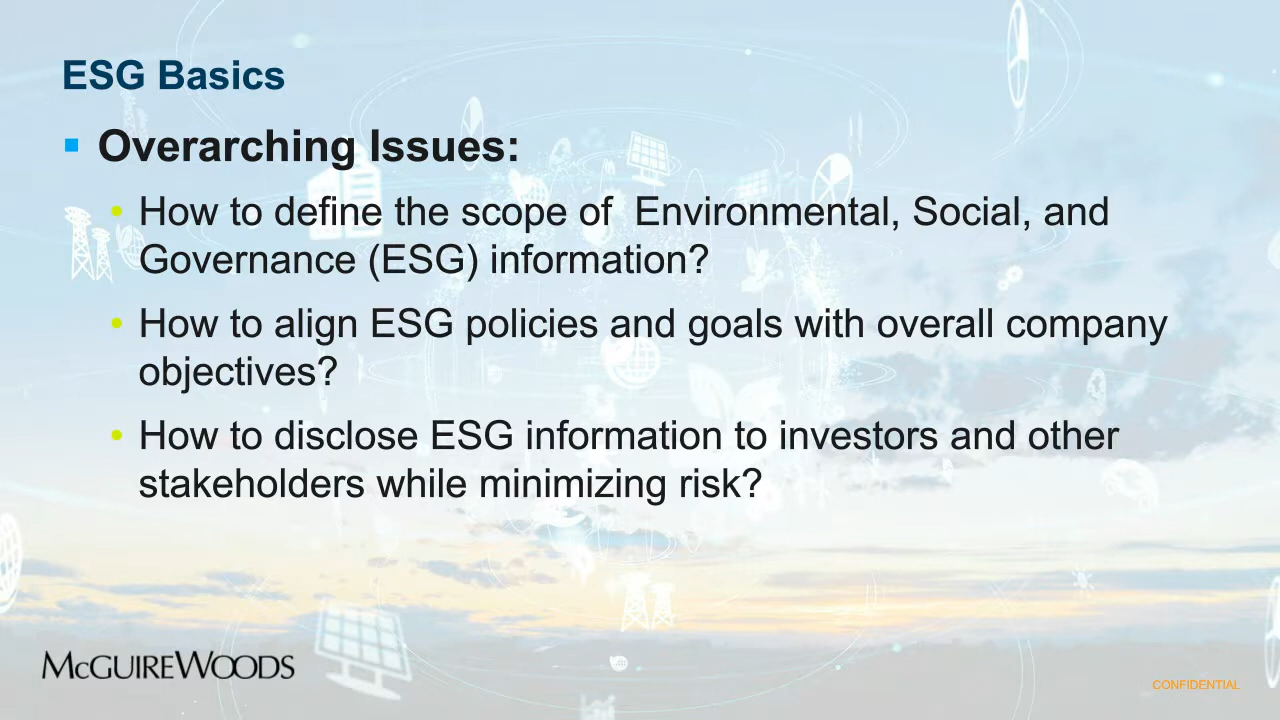 ESG Basics
Overarching Issues:
How to define the scope of  Environmental, Social, and
Governance (ESG) information?
How to align ESG policies and goals with overall company
objectives?
How to disclose ESG information to investors and other
stakeholders while minimizing risk?
McGUIREWOODS
CONFIDENTIAL